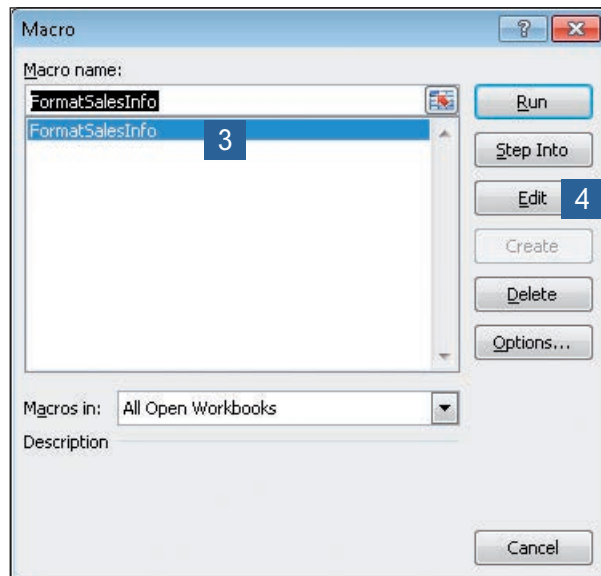 Macro
?
Macro name:
FormatSalesInfo
FormatSalesInfo 3
Run
Step Into
Edit 4
Create
Delete
Options...
Macros in: All Open Workbooks
Description
Cancel